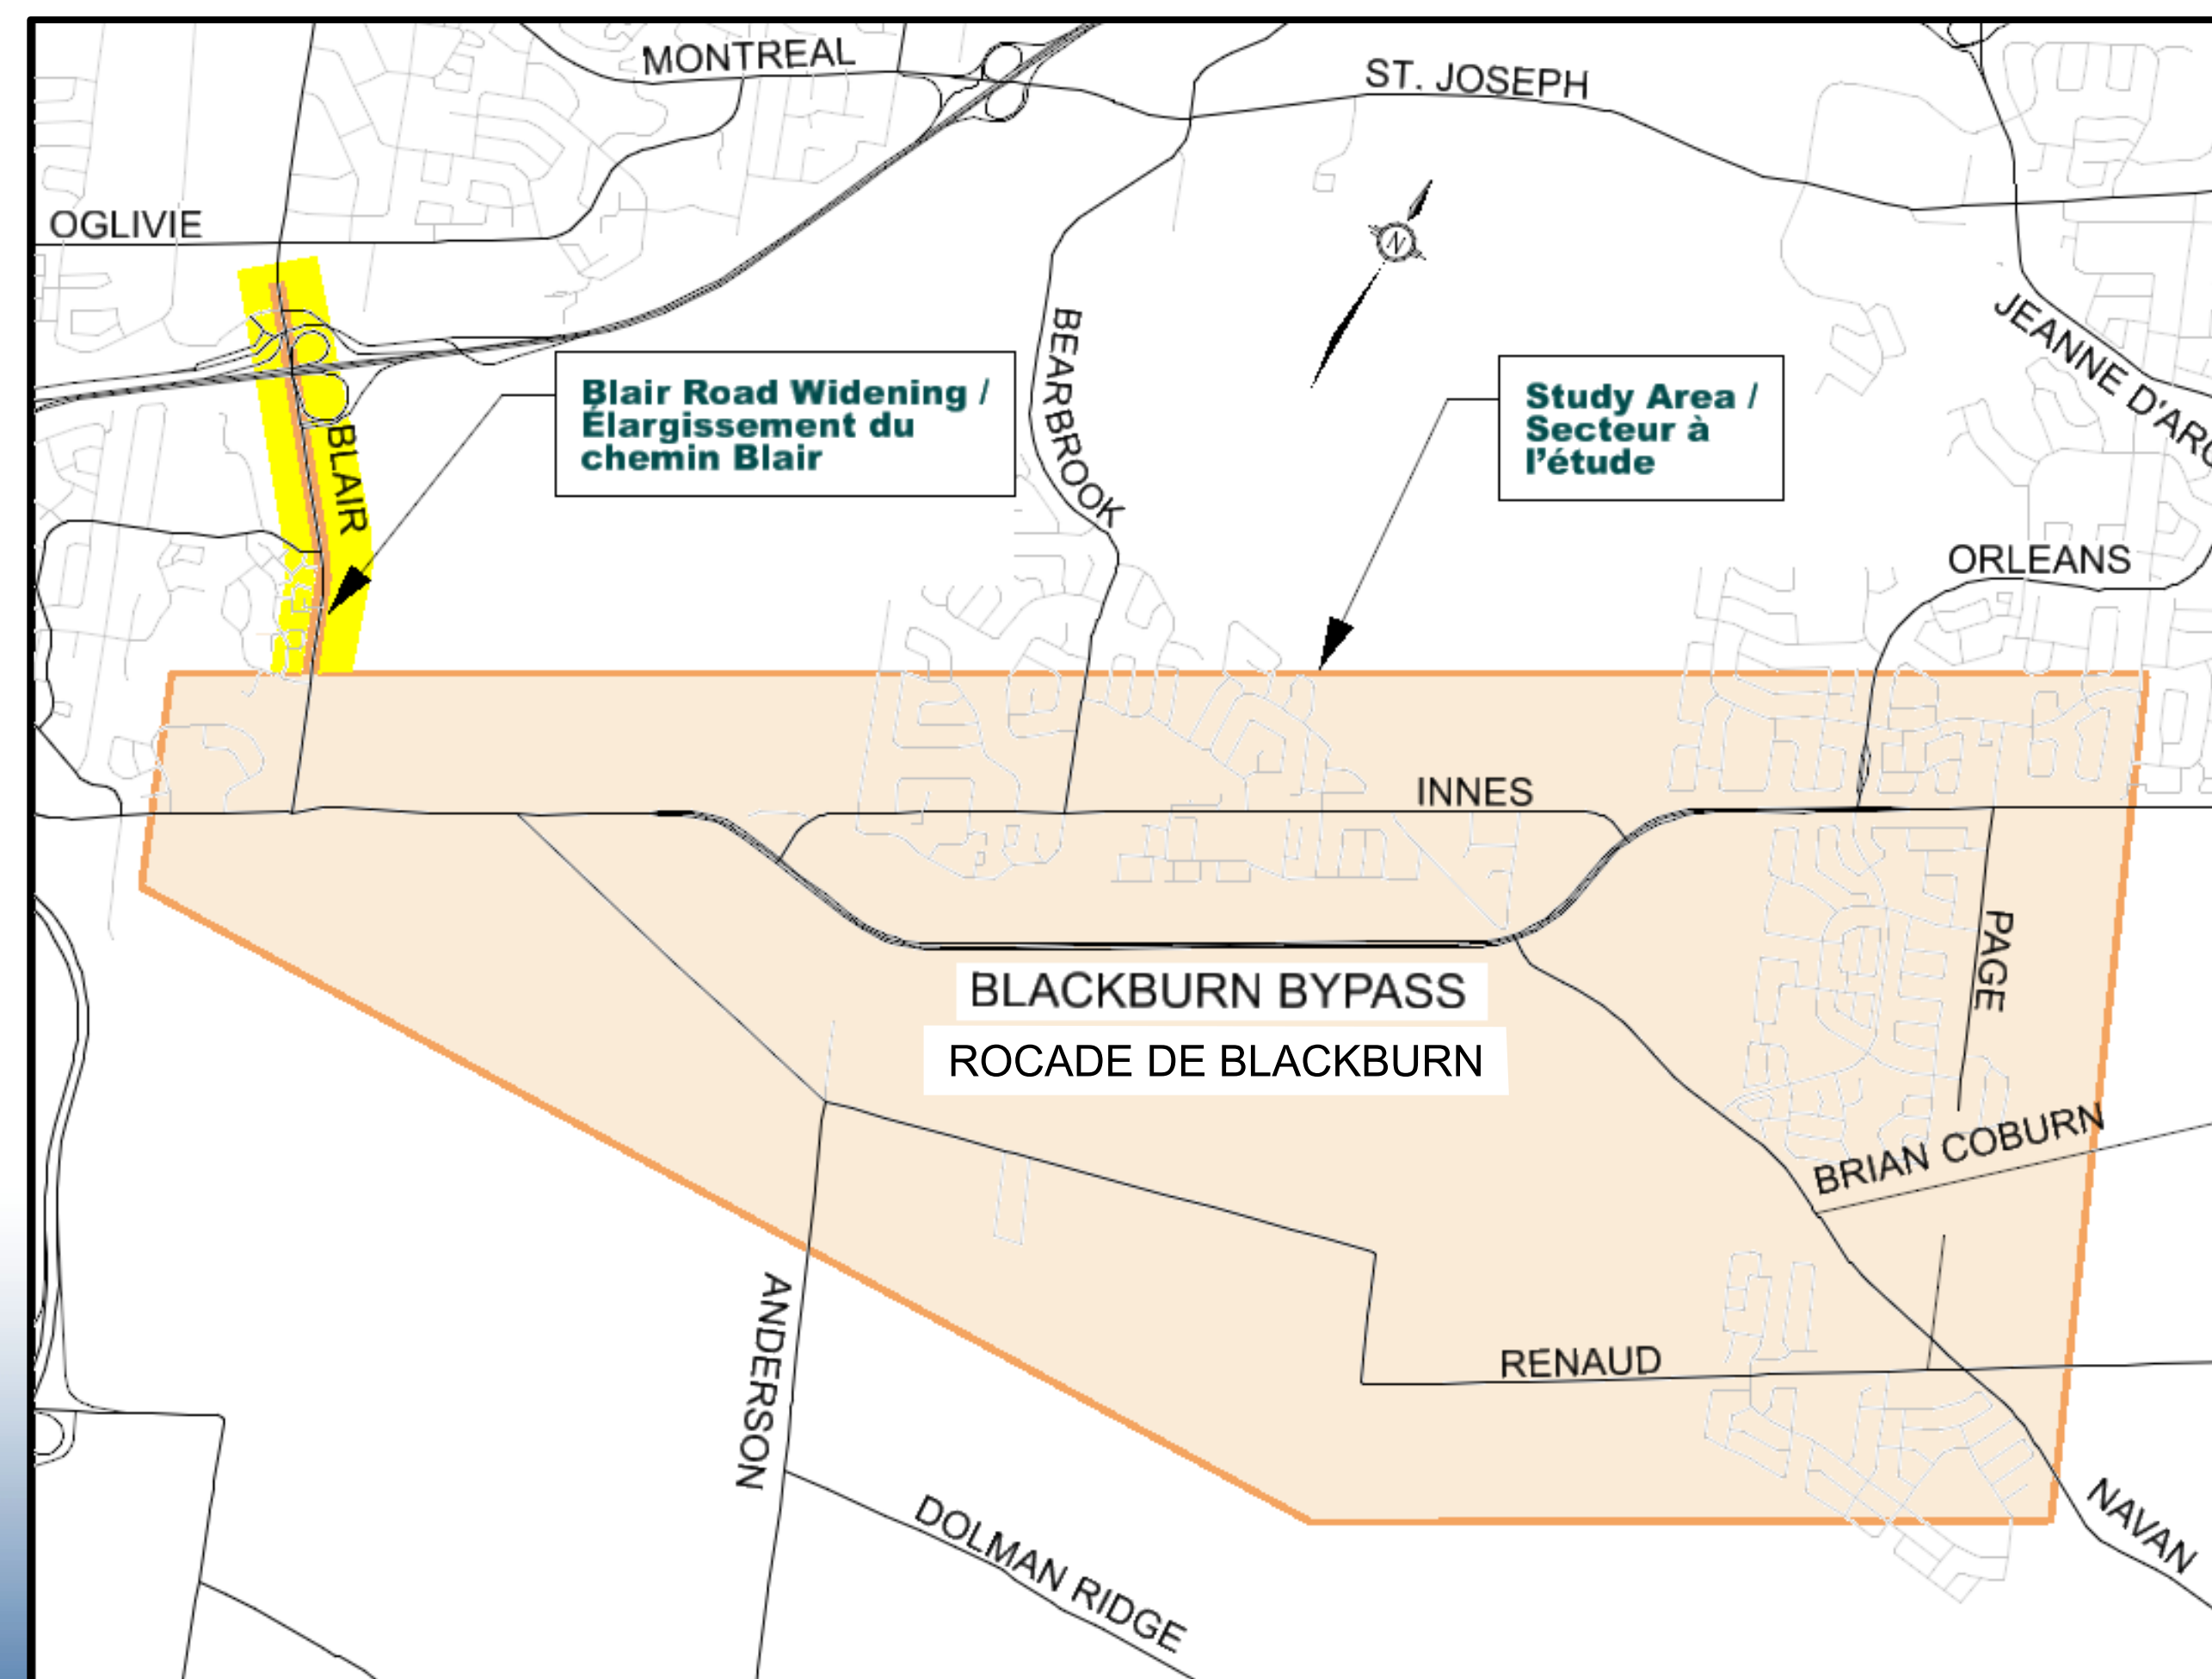 MONTREAL
ST. JOSEPH
OGLIVIE
N
JEANNE D'ARC
BEARBROOK
Blair Road Widening /
Élargissement du
chemin Blair
Study Area /
Secteur à
l'étude
BLAIR
ORLEANS
INNES
PAGE
BLACKBURN BYPASS
ROCADE DE BLACKBURN
BRIAN COBURN
ANDERSON
RENAUD
NAVAN
DOLMAN RIDGE